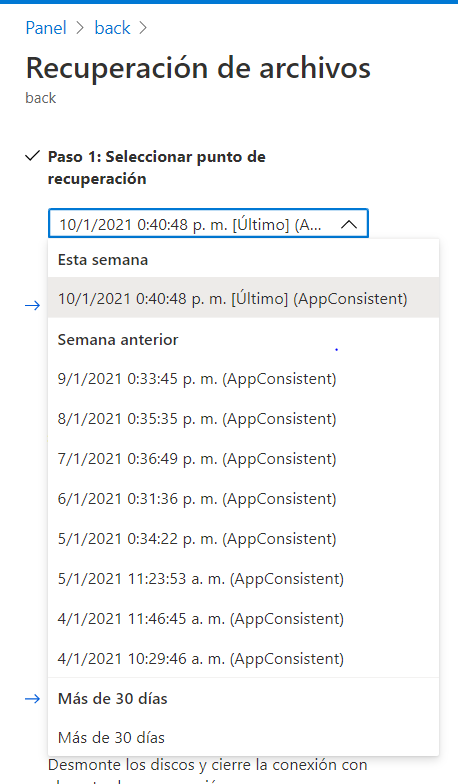 Panel > back >
Recuperación de archivos
back
Paso 1: Seleccionar punto de
recuperación
10/1/2021 0:40:48 p. m. [Último] (A...
Esta semana
10/1/2021 0:40:48 p. m. [Último] (AppConsistent)
Semana anterior
9/1/2021 0:33:45 p. m. (AppConsistent)
8/1/2021 0:35:35 p. m. (AppConsistent)
7/1/2021 0:36:49 p. m. (AppConsistent)
6/1/2021 0:31:36 p. m. (AppConsistent)
5/1/2021 0:34:22 p. m. (AppConsistent)
5/1/2021 11:23:53 a. m. (AppConsistent)
4/1/2021 11:46:45 a. m. (AppConsistent)
4/1/2021 10:29:46 a. m. (AppConsistent)
Más de 30 días
Más de 30 días
Desmonte los discos y cierre la conexión con